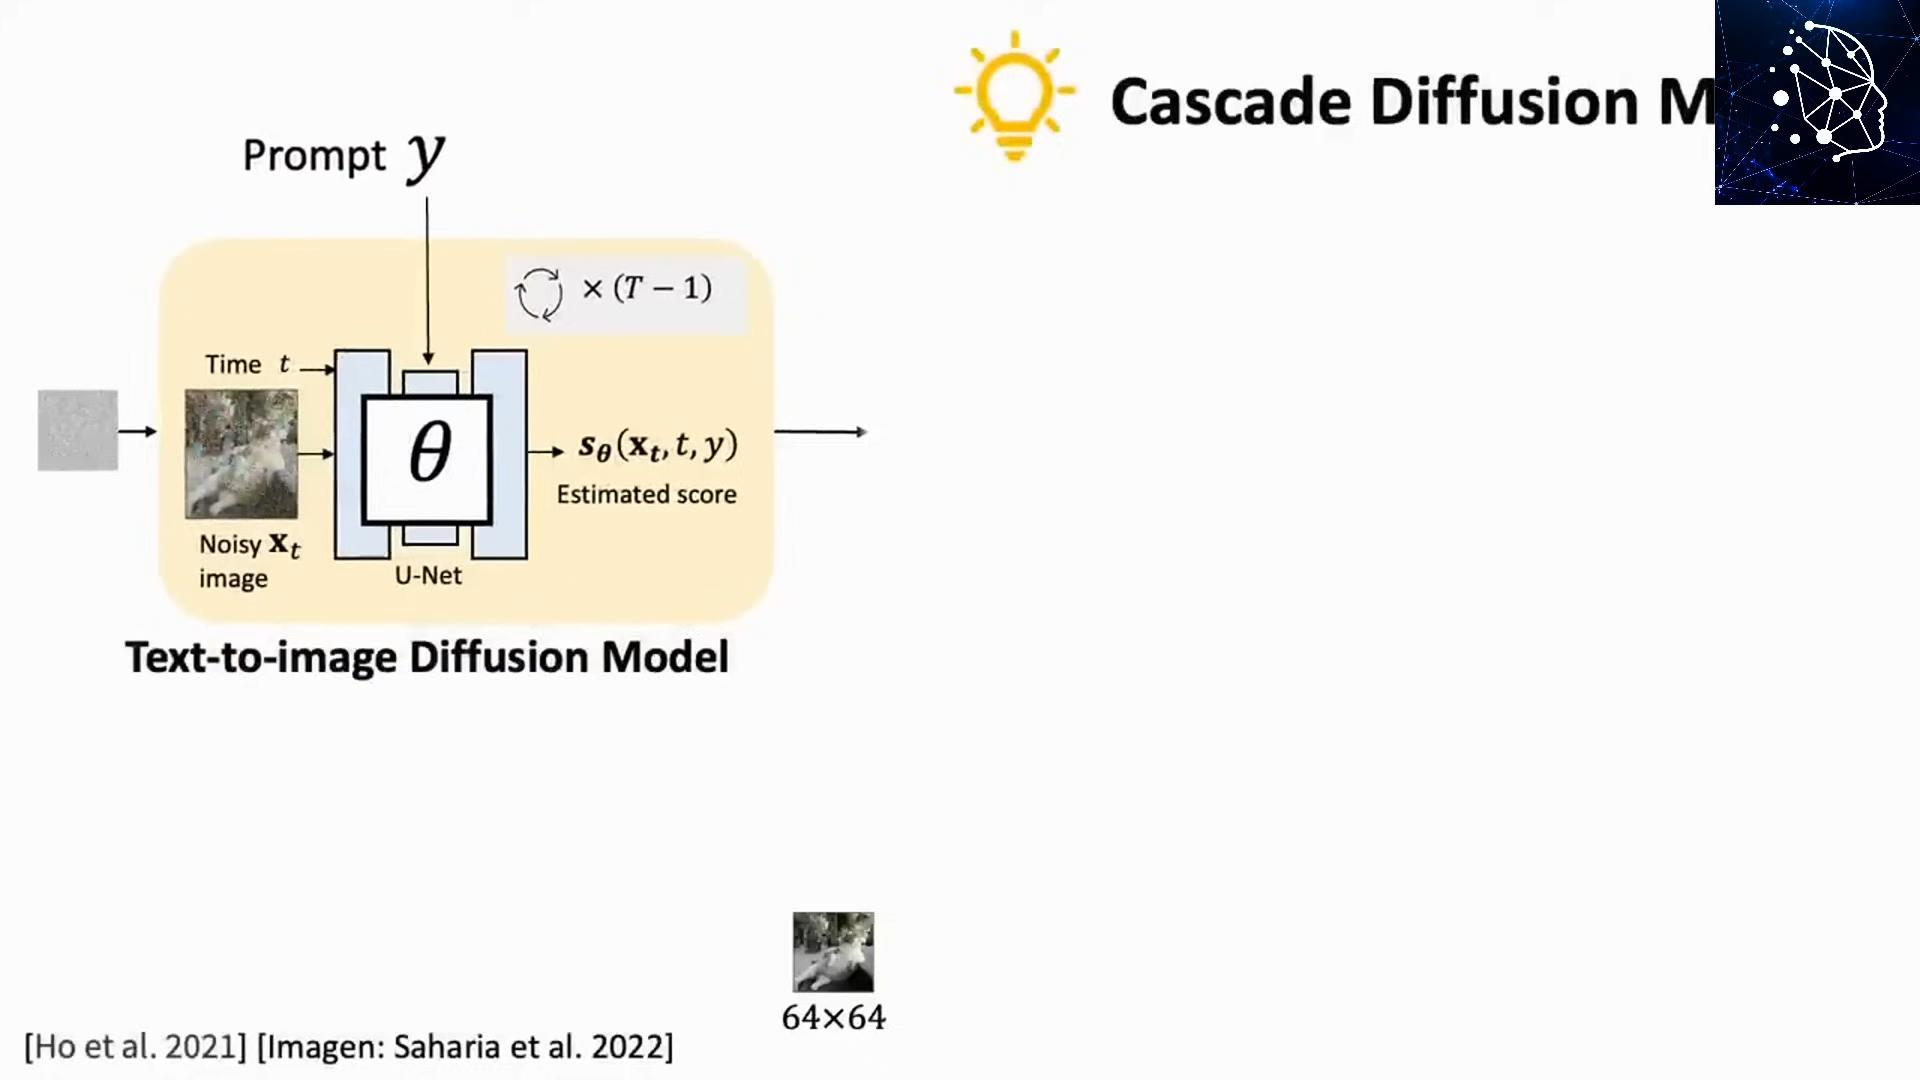 Cascade Diffusion M
Prompt y
× (T − 1)
Time t
θ
s_θ(x_t, t, y)
Estimated score
Noisy x_t
image
U-Net
Text-to-image Diffusion Model
64×64
[Ho et al. 2021] [Imagen: Saharia et al. 2022]